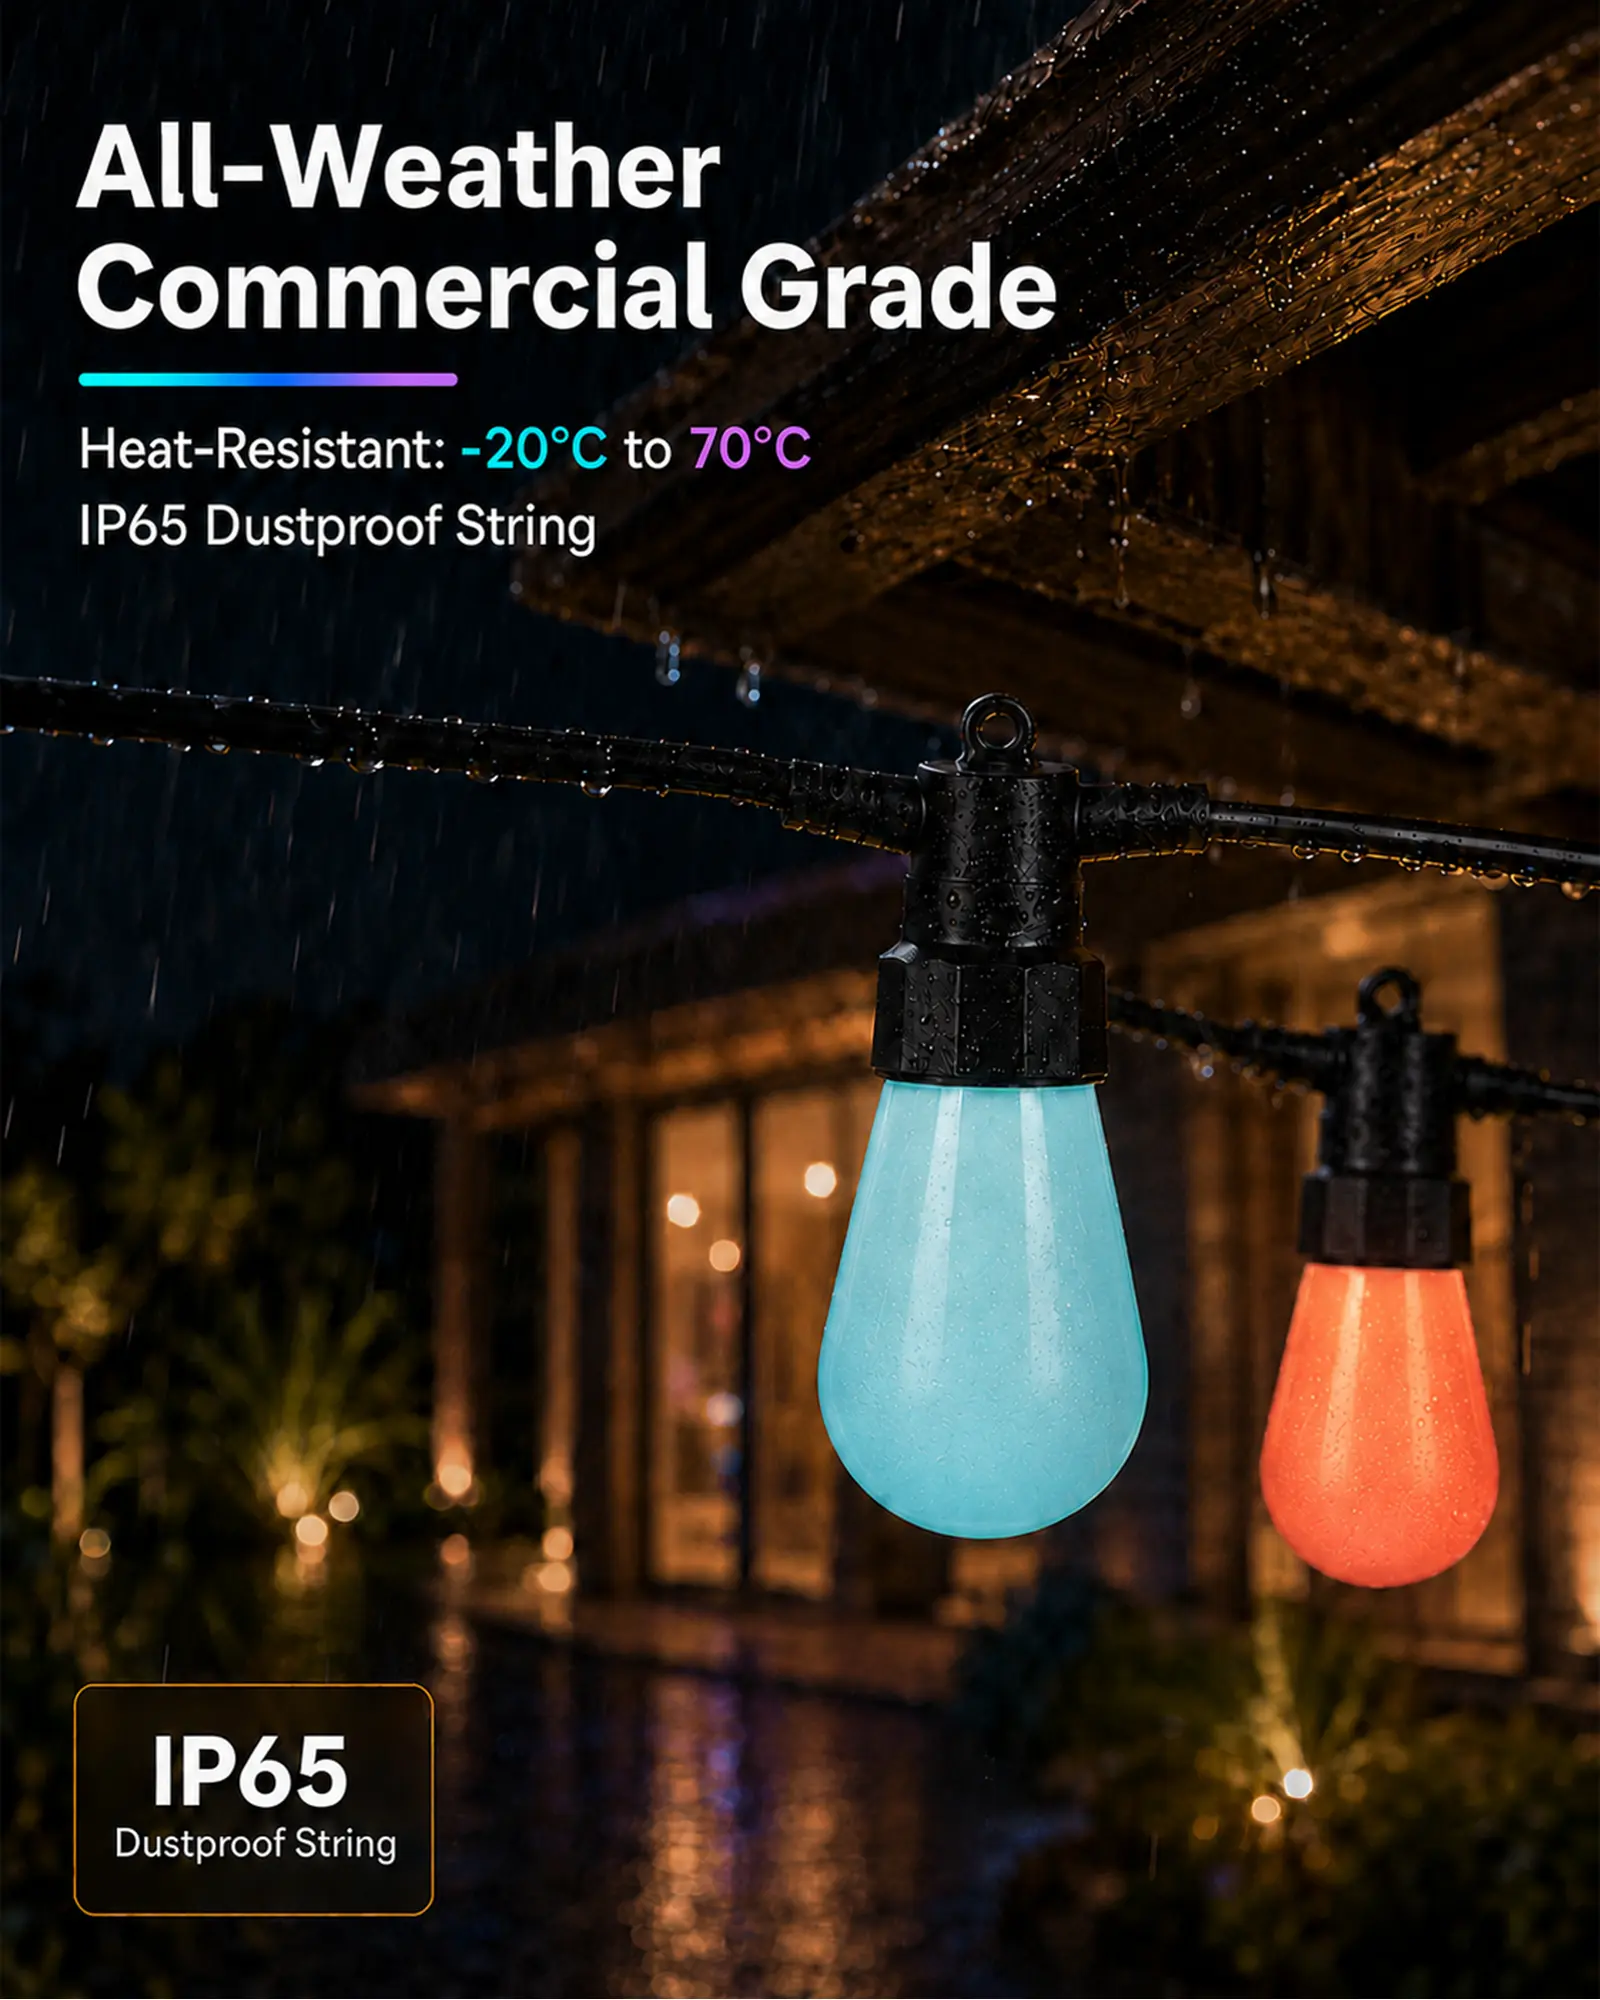 All-Weather
Commercial Grade
Heat-Resistant: -20°C to 70°C
IP65 Dustproof String
IP65
Dustproof String